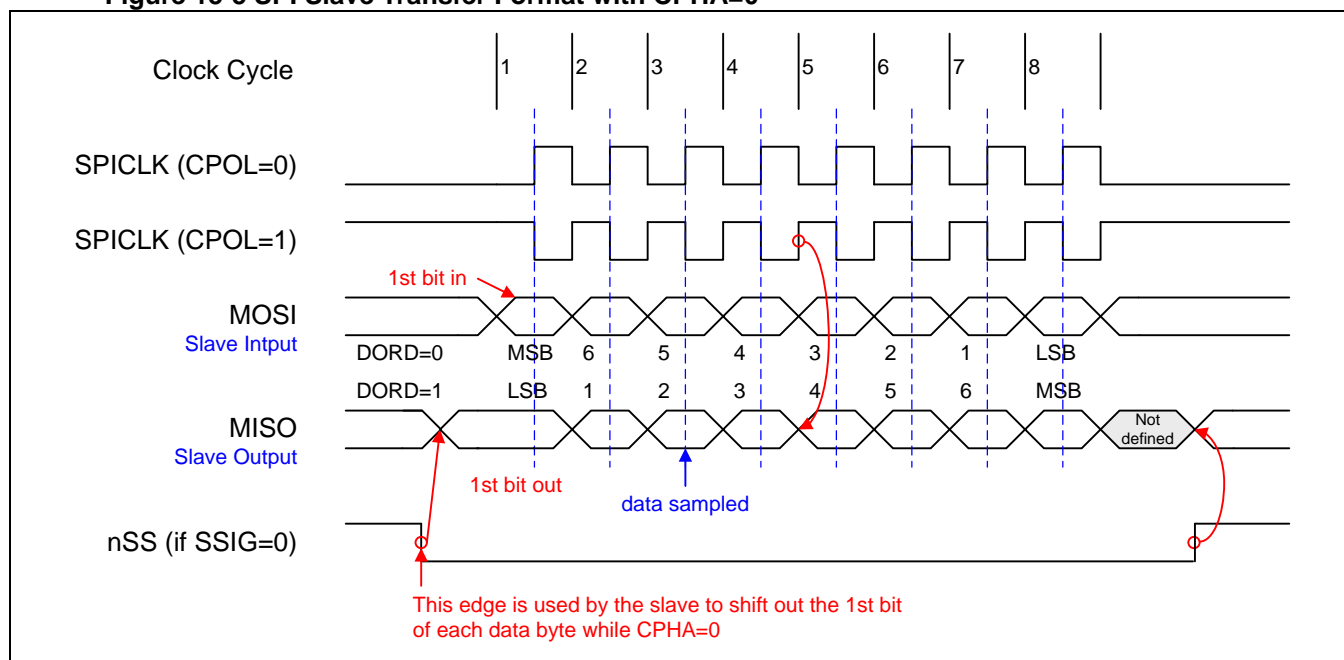 Figure 15-3 SPI Slave Transfer Format with CPHA=0
Clock Cycle
1 2 3 4 5 6 7 8
SPICLK (CPOL=0)
SPICLK (CPOL=1)
1st bit in
MOSI
Slave Intput
DORD=0 MSB 6 5 4 3 2 1 LSB
DORD=1 LSB 1 2 3 4 5 6 MSB
MISO
Slave Output
Not
defined
1st bit out
data sampled
nSS (if SSIG=0)
This edge is used by the slave to shift out the 1st bit
of each data byte while CPHA=0